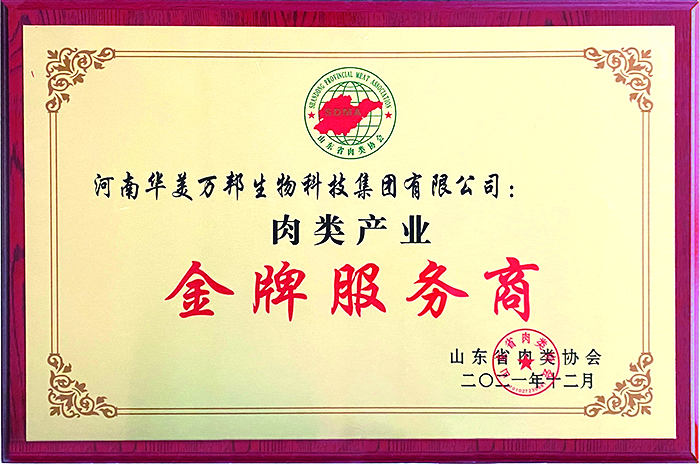 SHANDONG PROVINCIAL MEAT ASSOCIATION
SDMA
山东省肉类协会
河南华美万邦生物科技集团有限公司：
肉类产业
金牌服务商
山东省肉类协会
二〇二一年十二月